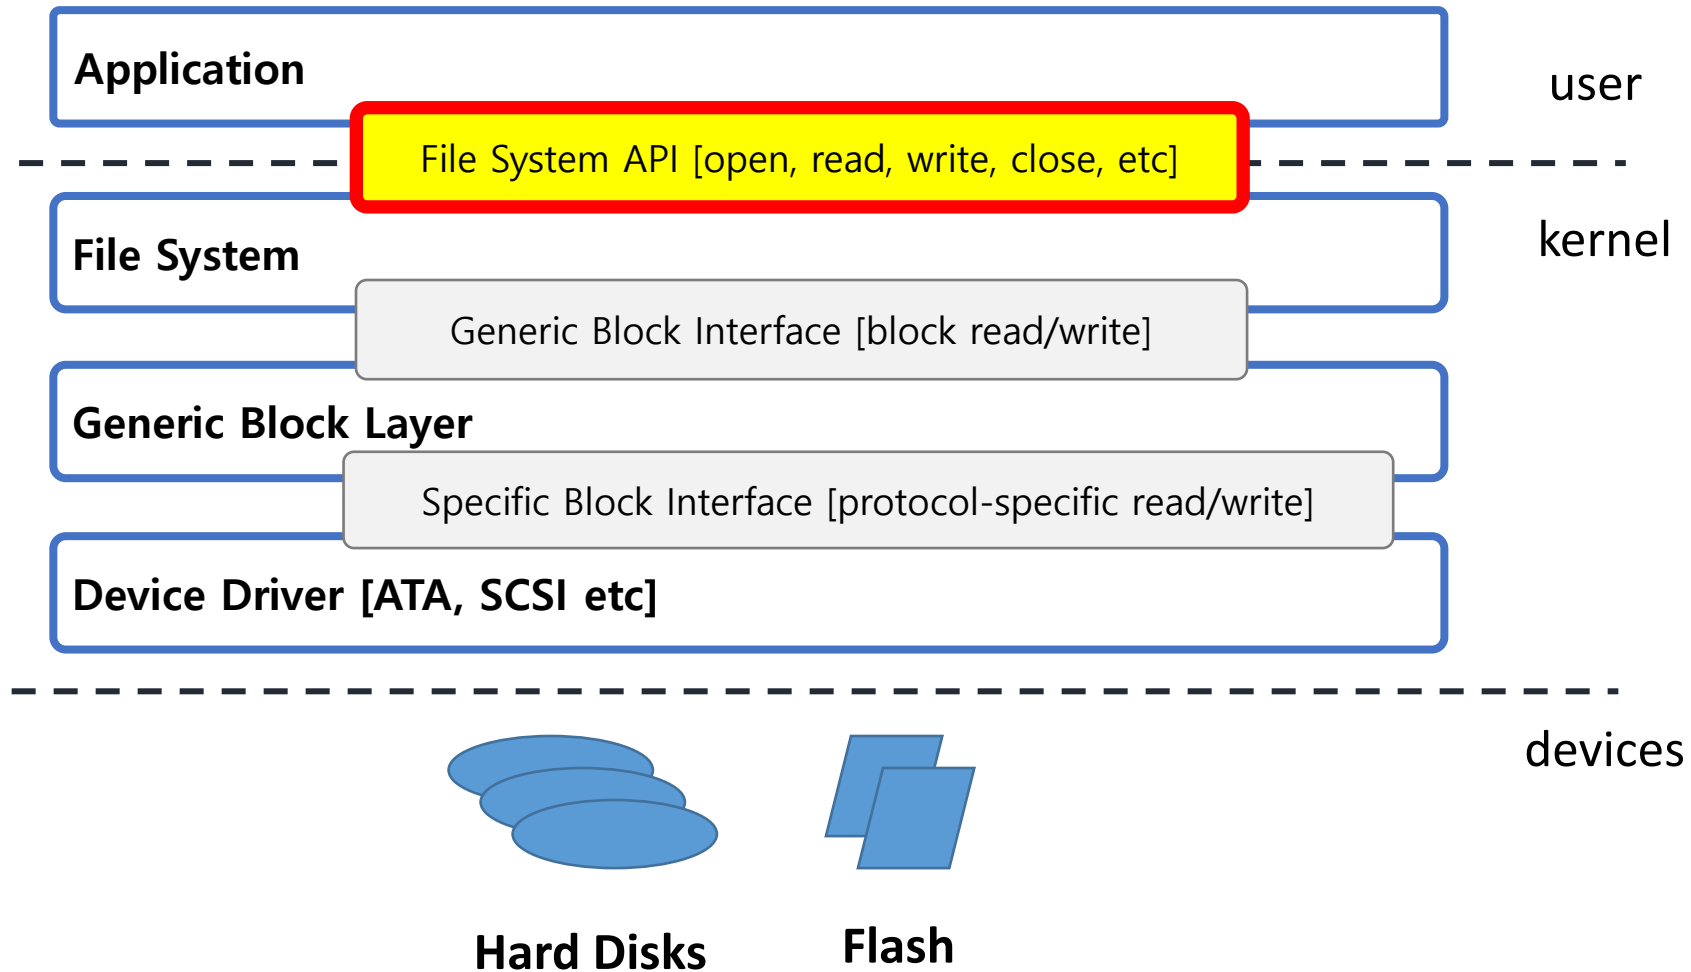 Application
user
File System API [open, read, write, close, etc]
File System
kernel
Generic Block Interface [block read/write]
Generic Block Layer
Specific Block Interface [protocol-specific read/write]
Device Driver [ATA, SCSI etc]
devices
Hard Disks
Flash